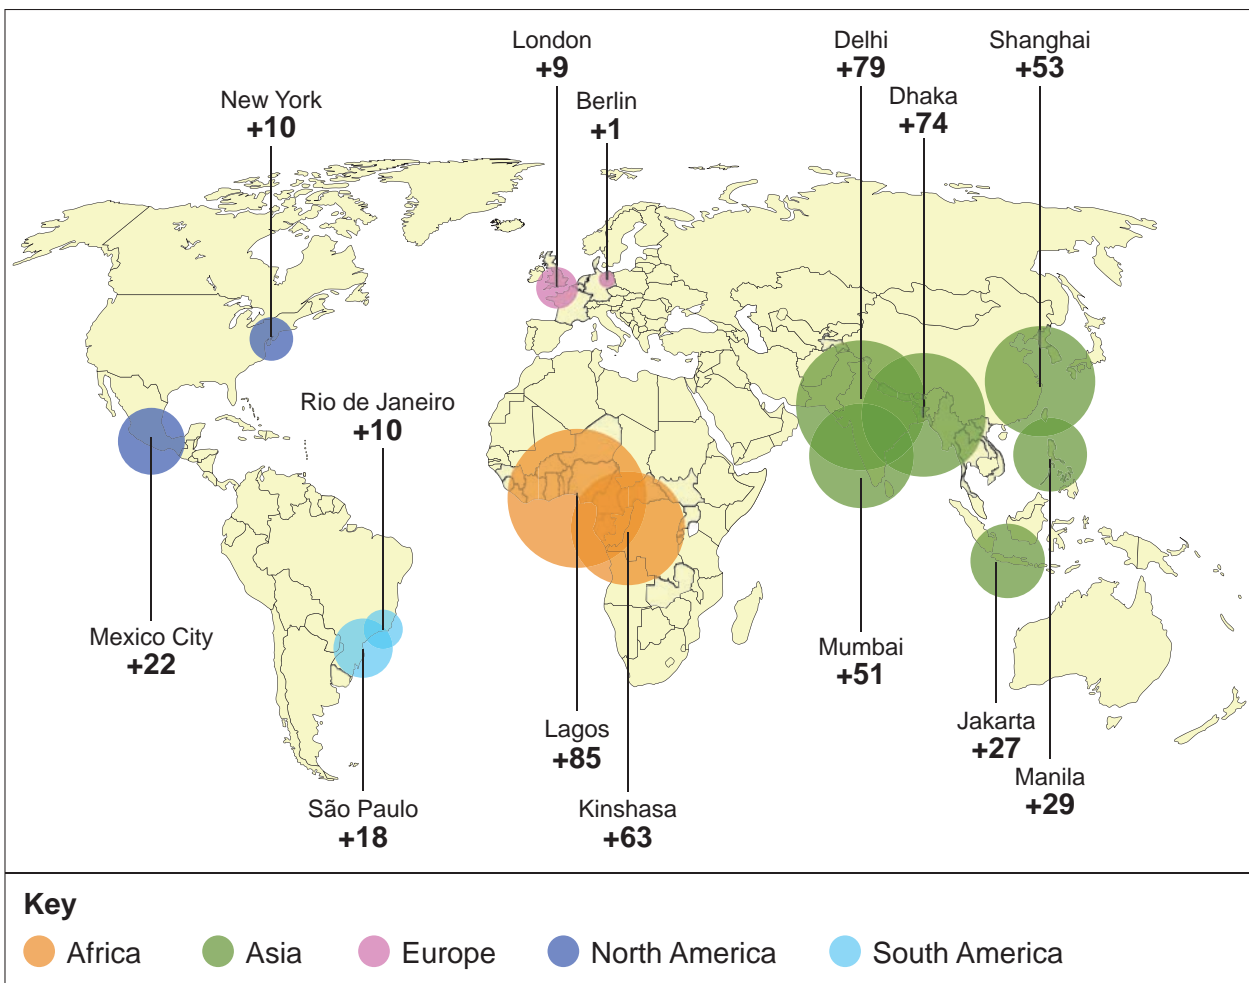 London
+9
Delhi
+79
Shanghai
+53
New York
+10
Berlin
+1
Dhaka
+74
Rio de Janeiro
+10
Mexico City
+22
Mumbai
+51
Lagos
+85
Jakarta
+27
Manila
+29
São Paulo
+18
Kinshasa
+63
Key
Africa
Asia
Europe
North America
South America